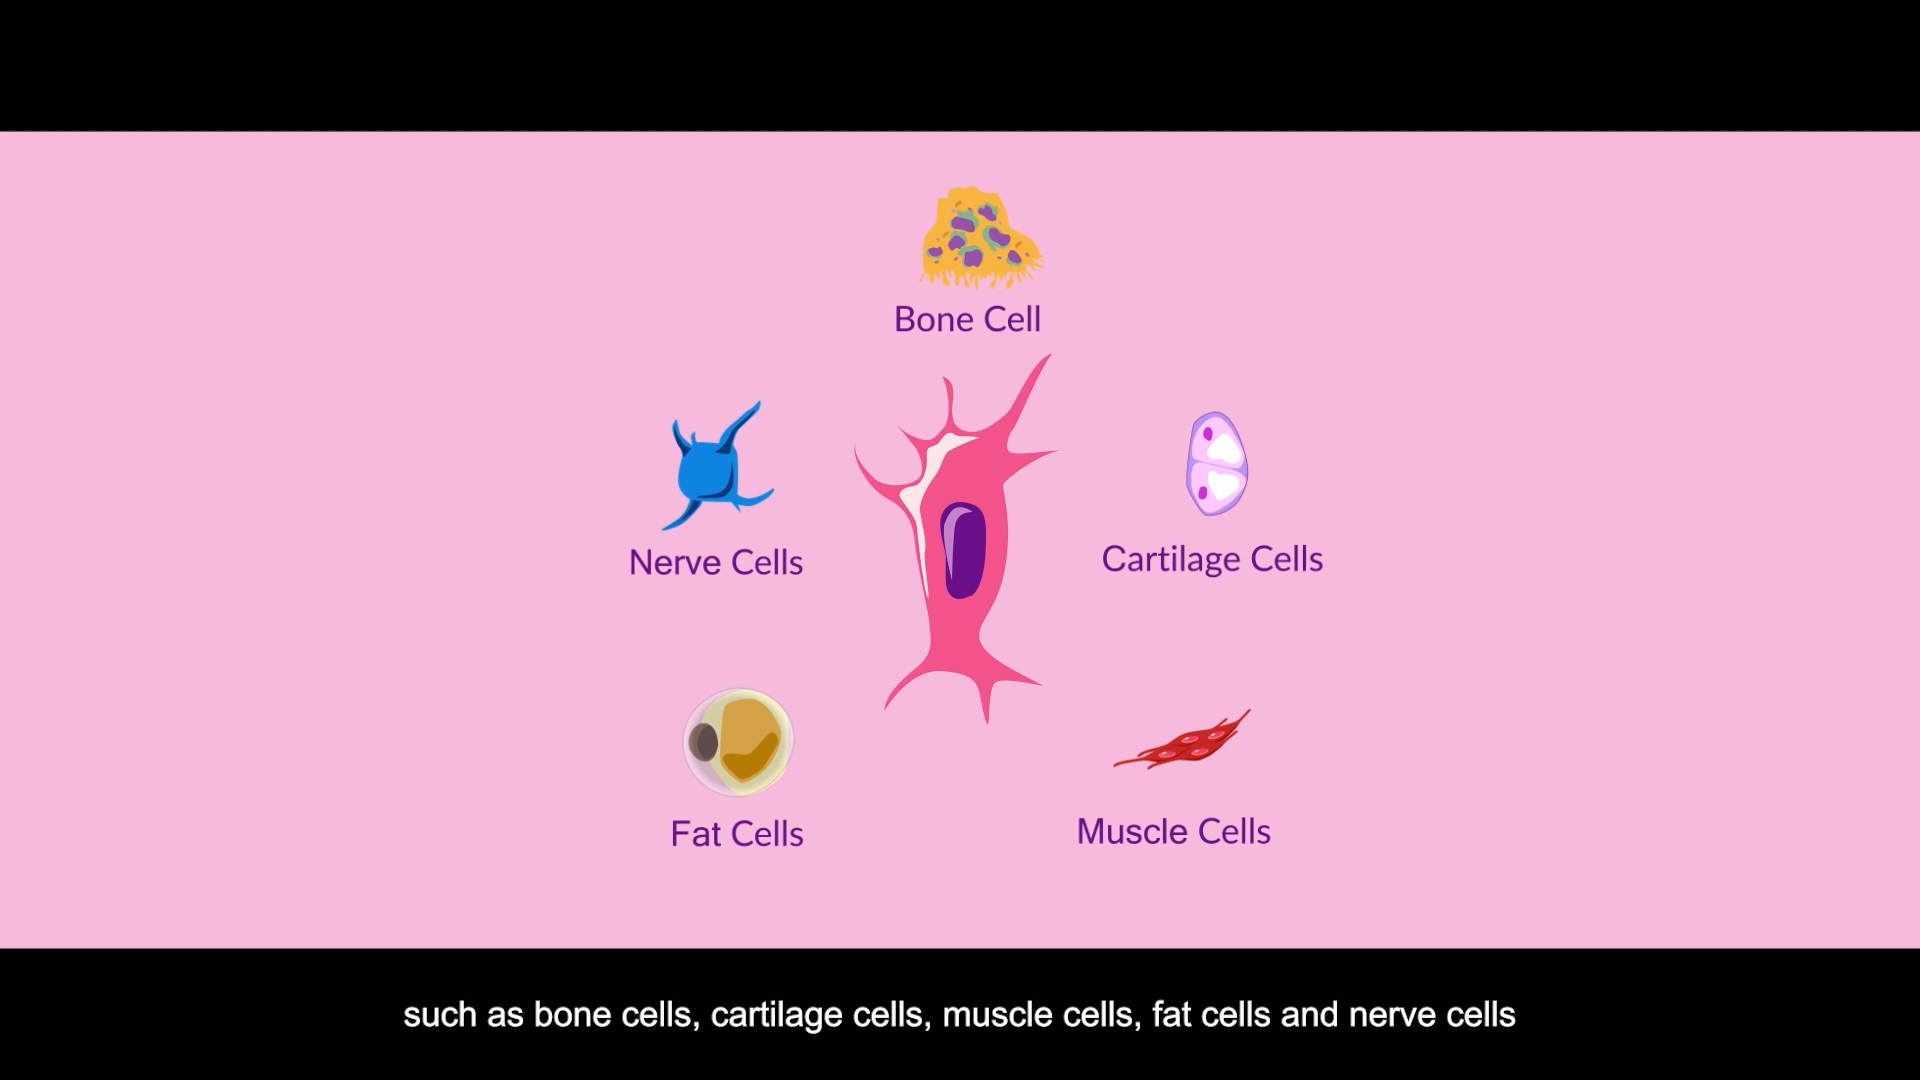 Bone Cell
Nerve Cells
Cartilage Cells
Fat Cells
Muscle Cells
such as bone cells, cartilage cells, muscle cells, fat cells and nerve cells